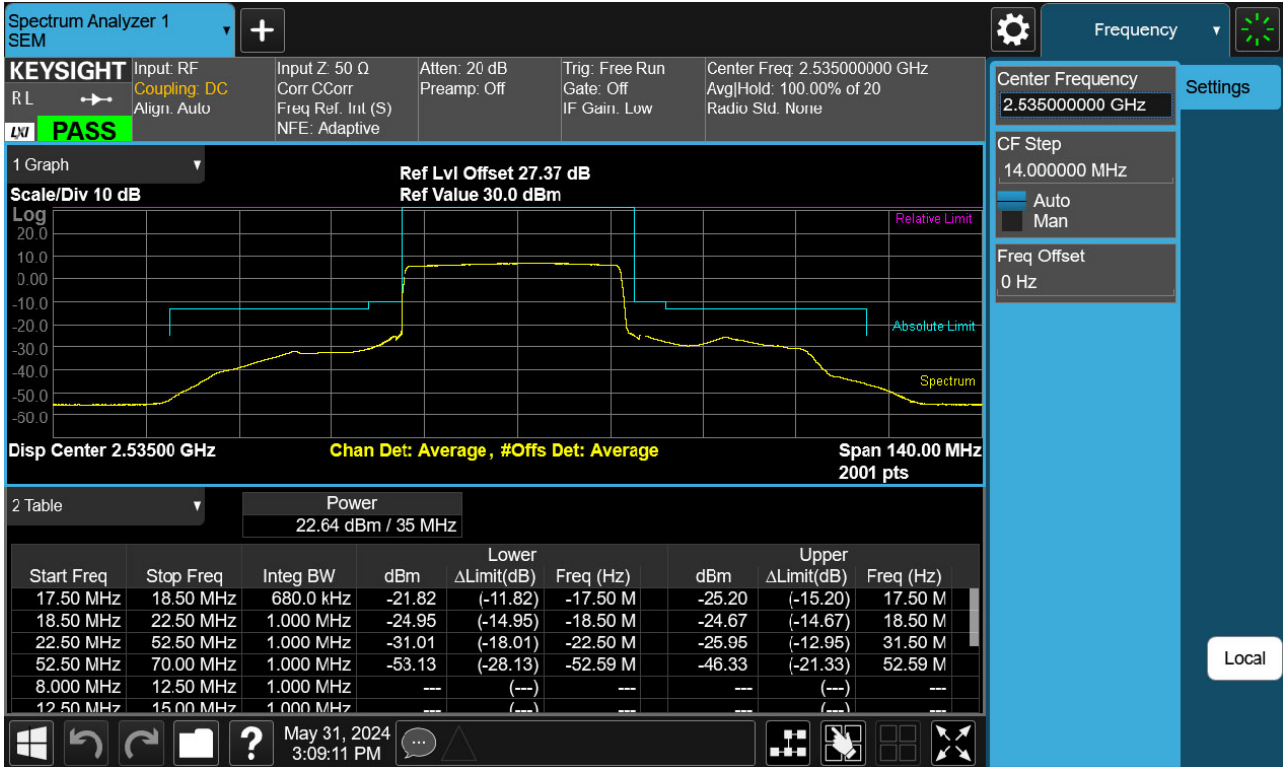 Spectrum Analyzer 1
SEM
Frequency
KEYSIGHT
RL
LXI
PASS
Input: RF
Coupling: DC
Align: Auto
Input Z: 50 Ω
Corr CCorr
Freq Ref: Int (S)
NFE: Adaptive
Atten: 20 dB
Preamp: Off
Trig: Free Run
Gate: Off
IF Gain: Low
Center Freq: 2.535000000 GHz
Avg|Hold: 100.00% of 20
Radio Std: None
Center Frequency
2.535000000 GHz
Settings
CF Step
14.000000 MHz
Auto
Man
Freq Offset
0 Hz
Local
1 Graph
Scale/Div 10 dB
Ref Lvl Offset 27.37 dB
Ref Value 30.0 dBm
Log
20.0
10.0
0.00
-10.0
-20.0
-30.0
-40.0
-50.0
-60.0
Relative Limit
Absolute Limit
Spectrum
Disp Center 2.53500 GHz
Chan Det: Average , #Offs Det: Average
Span 140.00 MHz
2001 pts
2 Table
Power
22.64 dBm / 35 MHz
Lower Upper
Start Freq Stop Freq Integ BW dBm ΔLimit(dB) Freq (Hz) dBm ΔLimit(dB) Freq (Hz)
17.50 MHz 18.50 MHz 680.0 kHz -21.82 (-11.82) -17.50 M -25.20 (-15.20) 17.50 M
18.50 MHz 22.50 MHz 1.000 MHz -24.95 (-14.95) -18.50 M -24.67 (-14.67) 18.50 M
22.50 MHz 52.50 MHz 1.000 MHz -31.01 (-18.01) -22.50 M -25.95 (-12.95) 31.50 M
52.50 MHz 70.00 MHz 1.000 MHz -53.13 (-28.13) -52.59 M -46.33 (-21.33) 52.59 M
8.000 MHz 12.50 MHz 1.000 MHz --- (---) --- --- (---) ---
12.50 MHz 15.00 MHz 1.000 MHz --- (---) --- --- (---) ---
May 31, 2024
3:09:11 PM